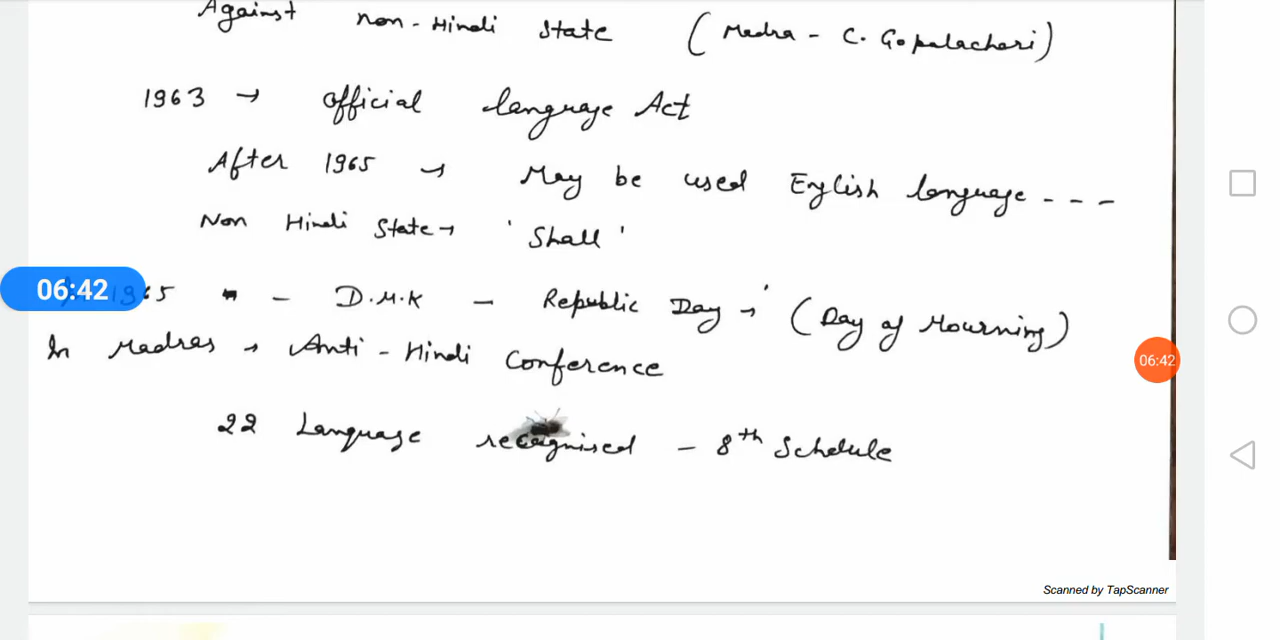 Against non-Hindi State (Madra - C. Gopalachari)
1963 → Official language Act
After 1965 → May be used English language - - -
Non Hindi State → 'Shall'
06:42
1965 - D.M.K - Republic Day → (Day of Mourning)
06:42
In Madras → Anti-Hindi Conference
22 Language recognised - 8th Schedule
Scanned by TapScanner